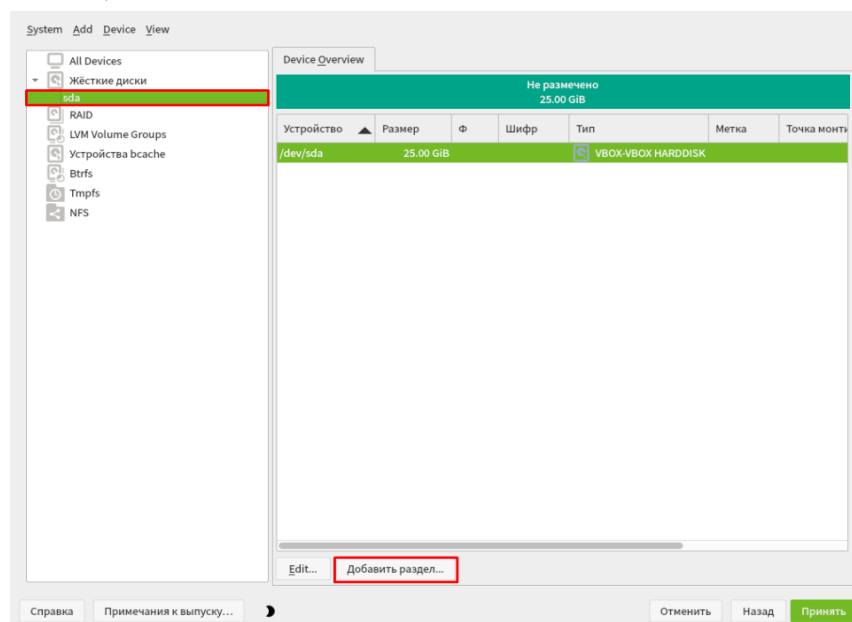 System Add Device View
All Devices
Жёсткие диски
sda
RAID
LVM Volume Groups
Устройства bcache
Btrfs
Tmpfs
NFS
Device Overview
Не размечено
25.00 GiB
Устройство Размер Ф Шифр Тип Метка Точка монти
/dev/sda 25.00 GiB VBOX-VBOX HARDDISK
Edit... Добавить раздел...
Справка Примечания к выпуску... Отменить Назад Принять